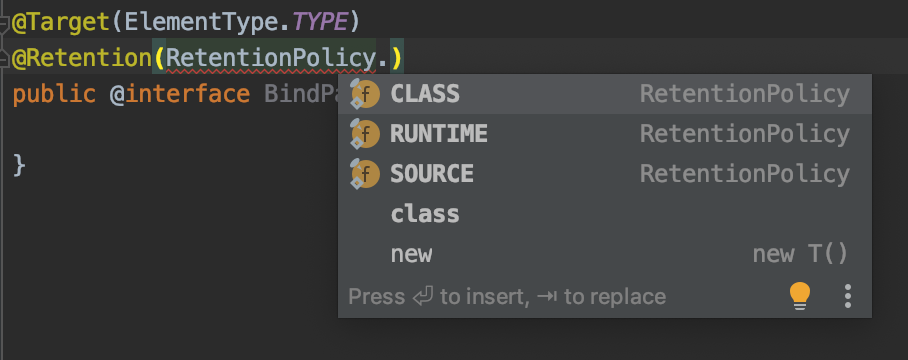 @Target(ElementType.TYPE)
@Retention(RetentionPolicy.)
public @interface BindPa
CLASS RetentionPolicy
RUNTIME RetentionPolicy
}
SOURCE RetentionPolicy
class
new new T()
Press ⏎ to insert, ⇥ to replace